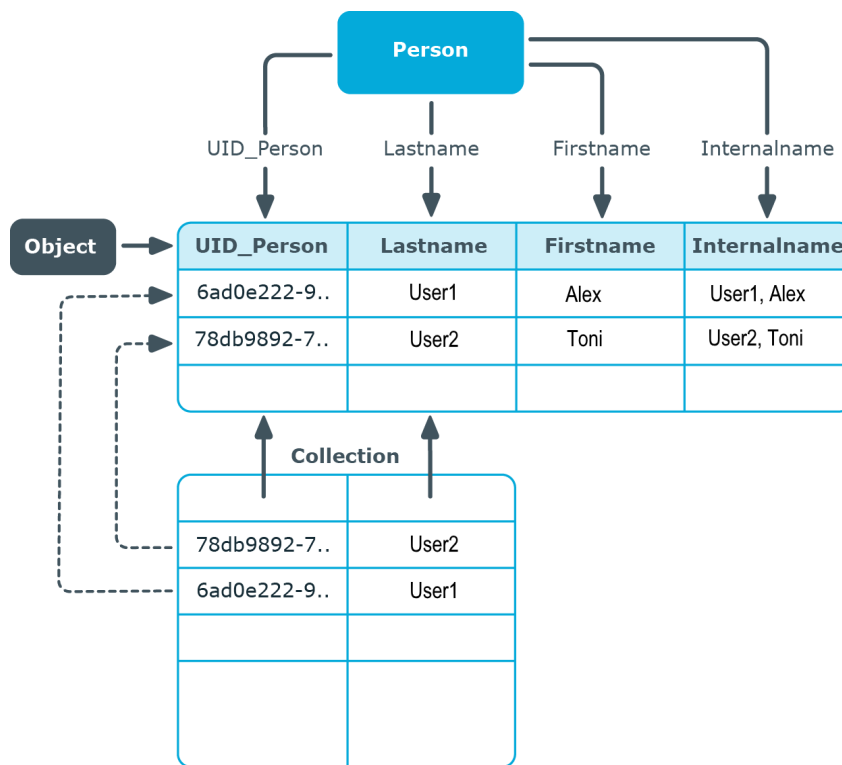 Person
UID_Person Lastname Firstname Internalname
Object
UID_Person Lastname Firstname Internalname
6ad0e222-9.. User1 Alex User1, Alex
78db9892-7.. User2 Toni User2, Toni
Collection
78db9892-7.. User2
6ad0e222-9.. User1